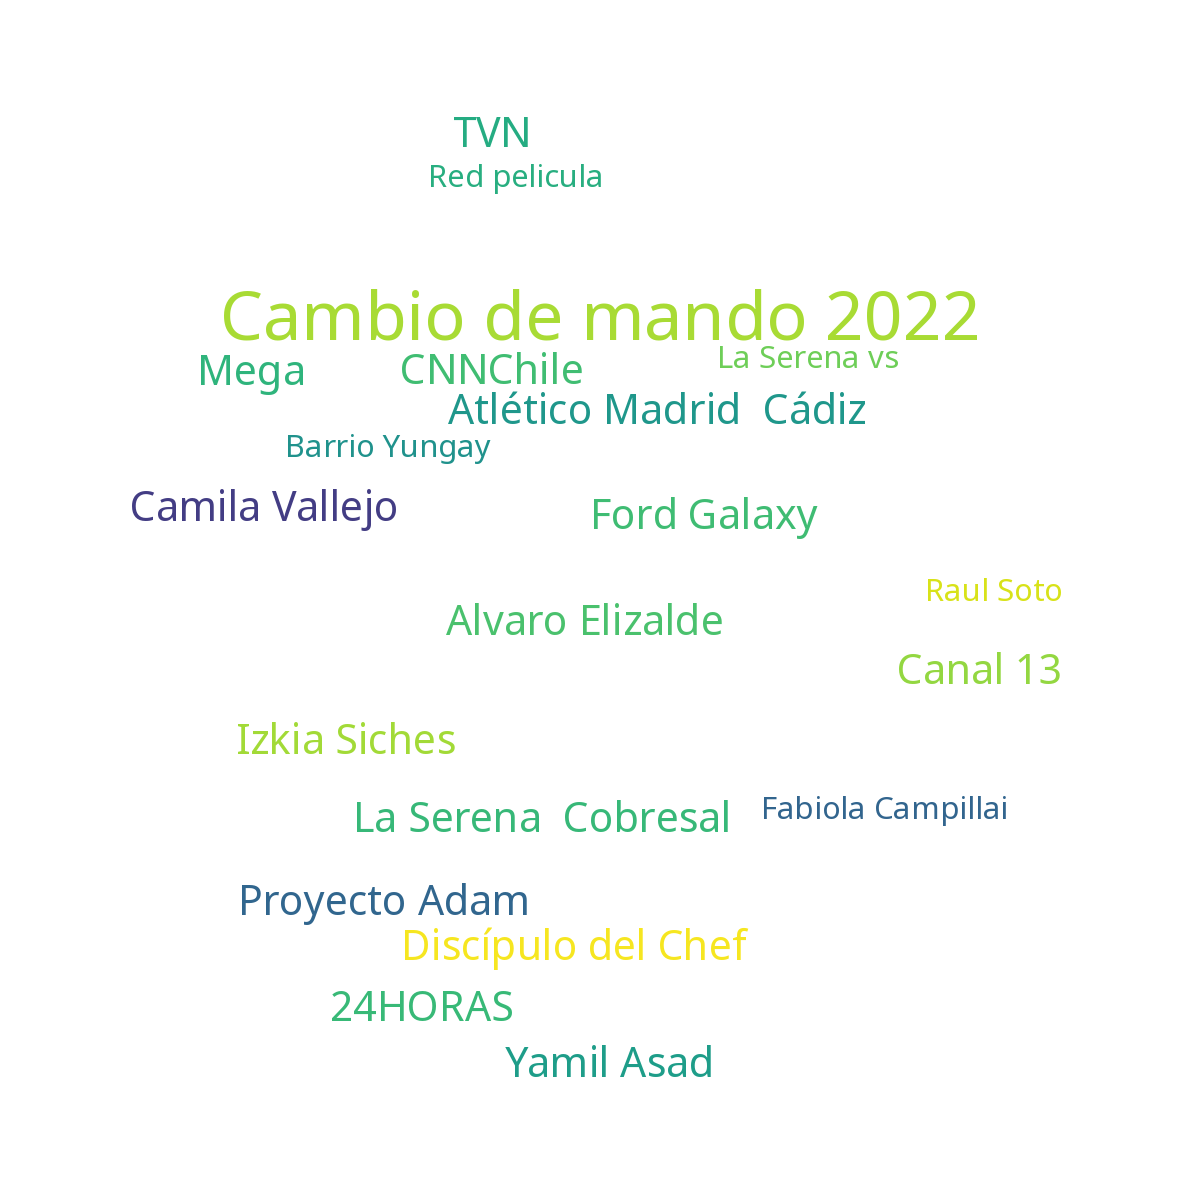 TVN
Red pelicula
Cambio de mando 2022
La Serena vs
Mega
CNNChile
Atlético Madrid  Cádiz
Barrio Yungay
Camila Vallejo
Ford Galaxy
Raul Soto
Alvaro Elizalde
Canal 13
Izkia Siches
Fabiola Campillai
La Serena  Cobresal
Proyecto Adam
Discípulo del Chef
24HORAS
Yamil Asad